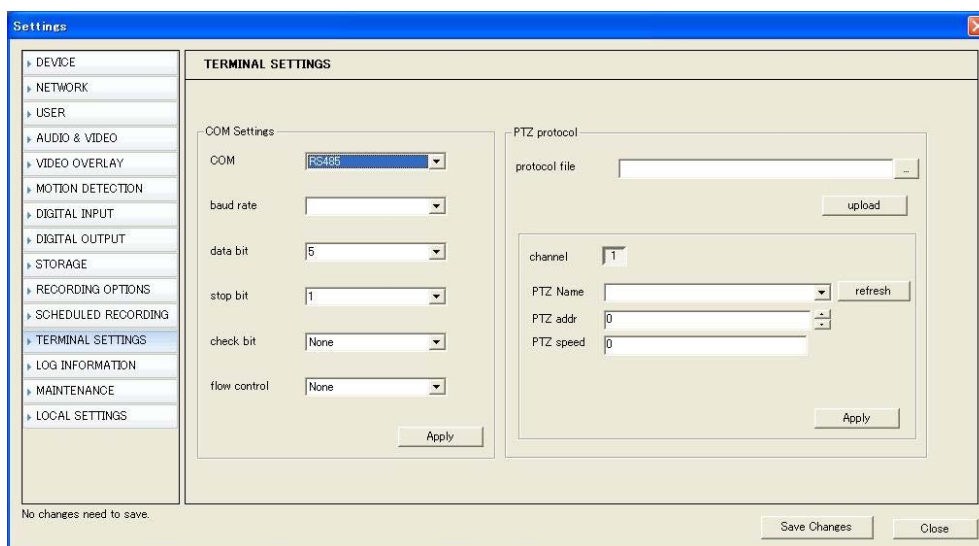 Settings
DEVICE
NETWORK
USER
AUDIO & VIDEO
VIDEO OVERLAY
MOTION DETECTION
DIGITAL INPUT
DIGITAL OUTPUT
STORAGE
RECORDING OPTIONS
SCHEDULED RECORDING
TERMINAL SETTINGS
LOG INFORMATION
MAINTENANCE
LOCAL SETTINGS
No changes need to save.
TERMINAL SETTINGS
COM Settings
COM RS485
baud rate
data bit 5
stop bit 1
check bit None
flow control None
Apply
PTZ protocol
protocol file ...
upload
channel 1
PTZ Name refresh
PTZ addr 0
PTZ speed 0
Apply
Save Changes Close